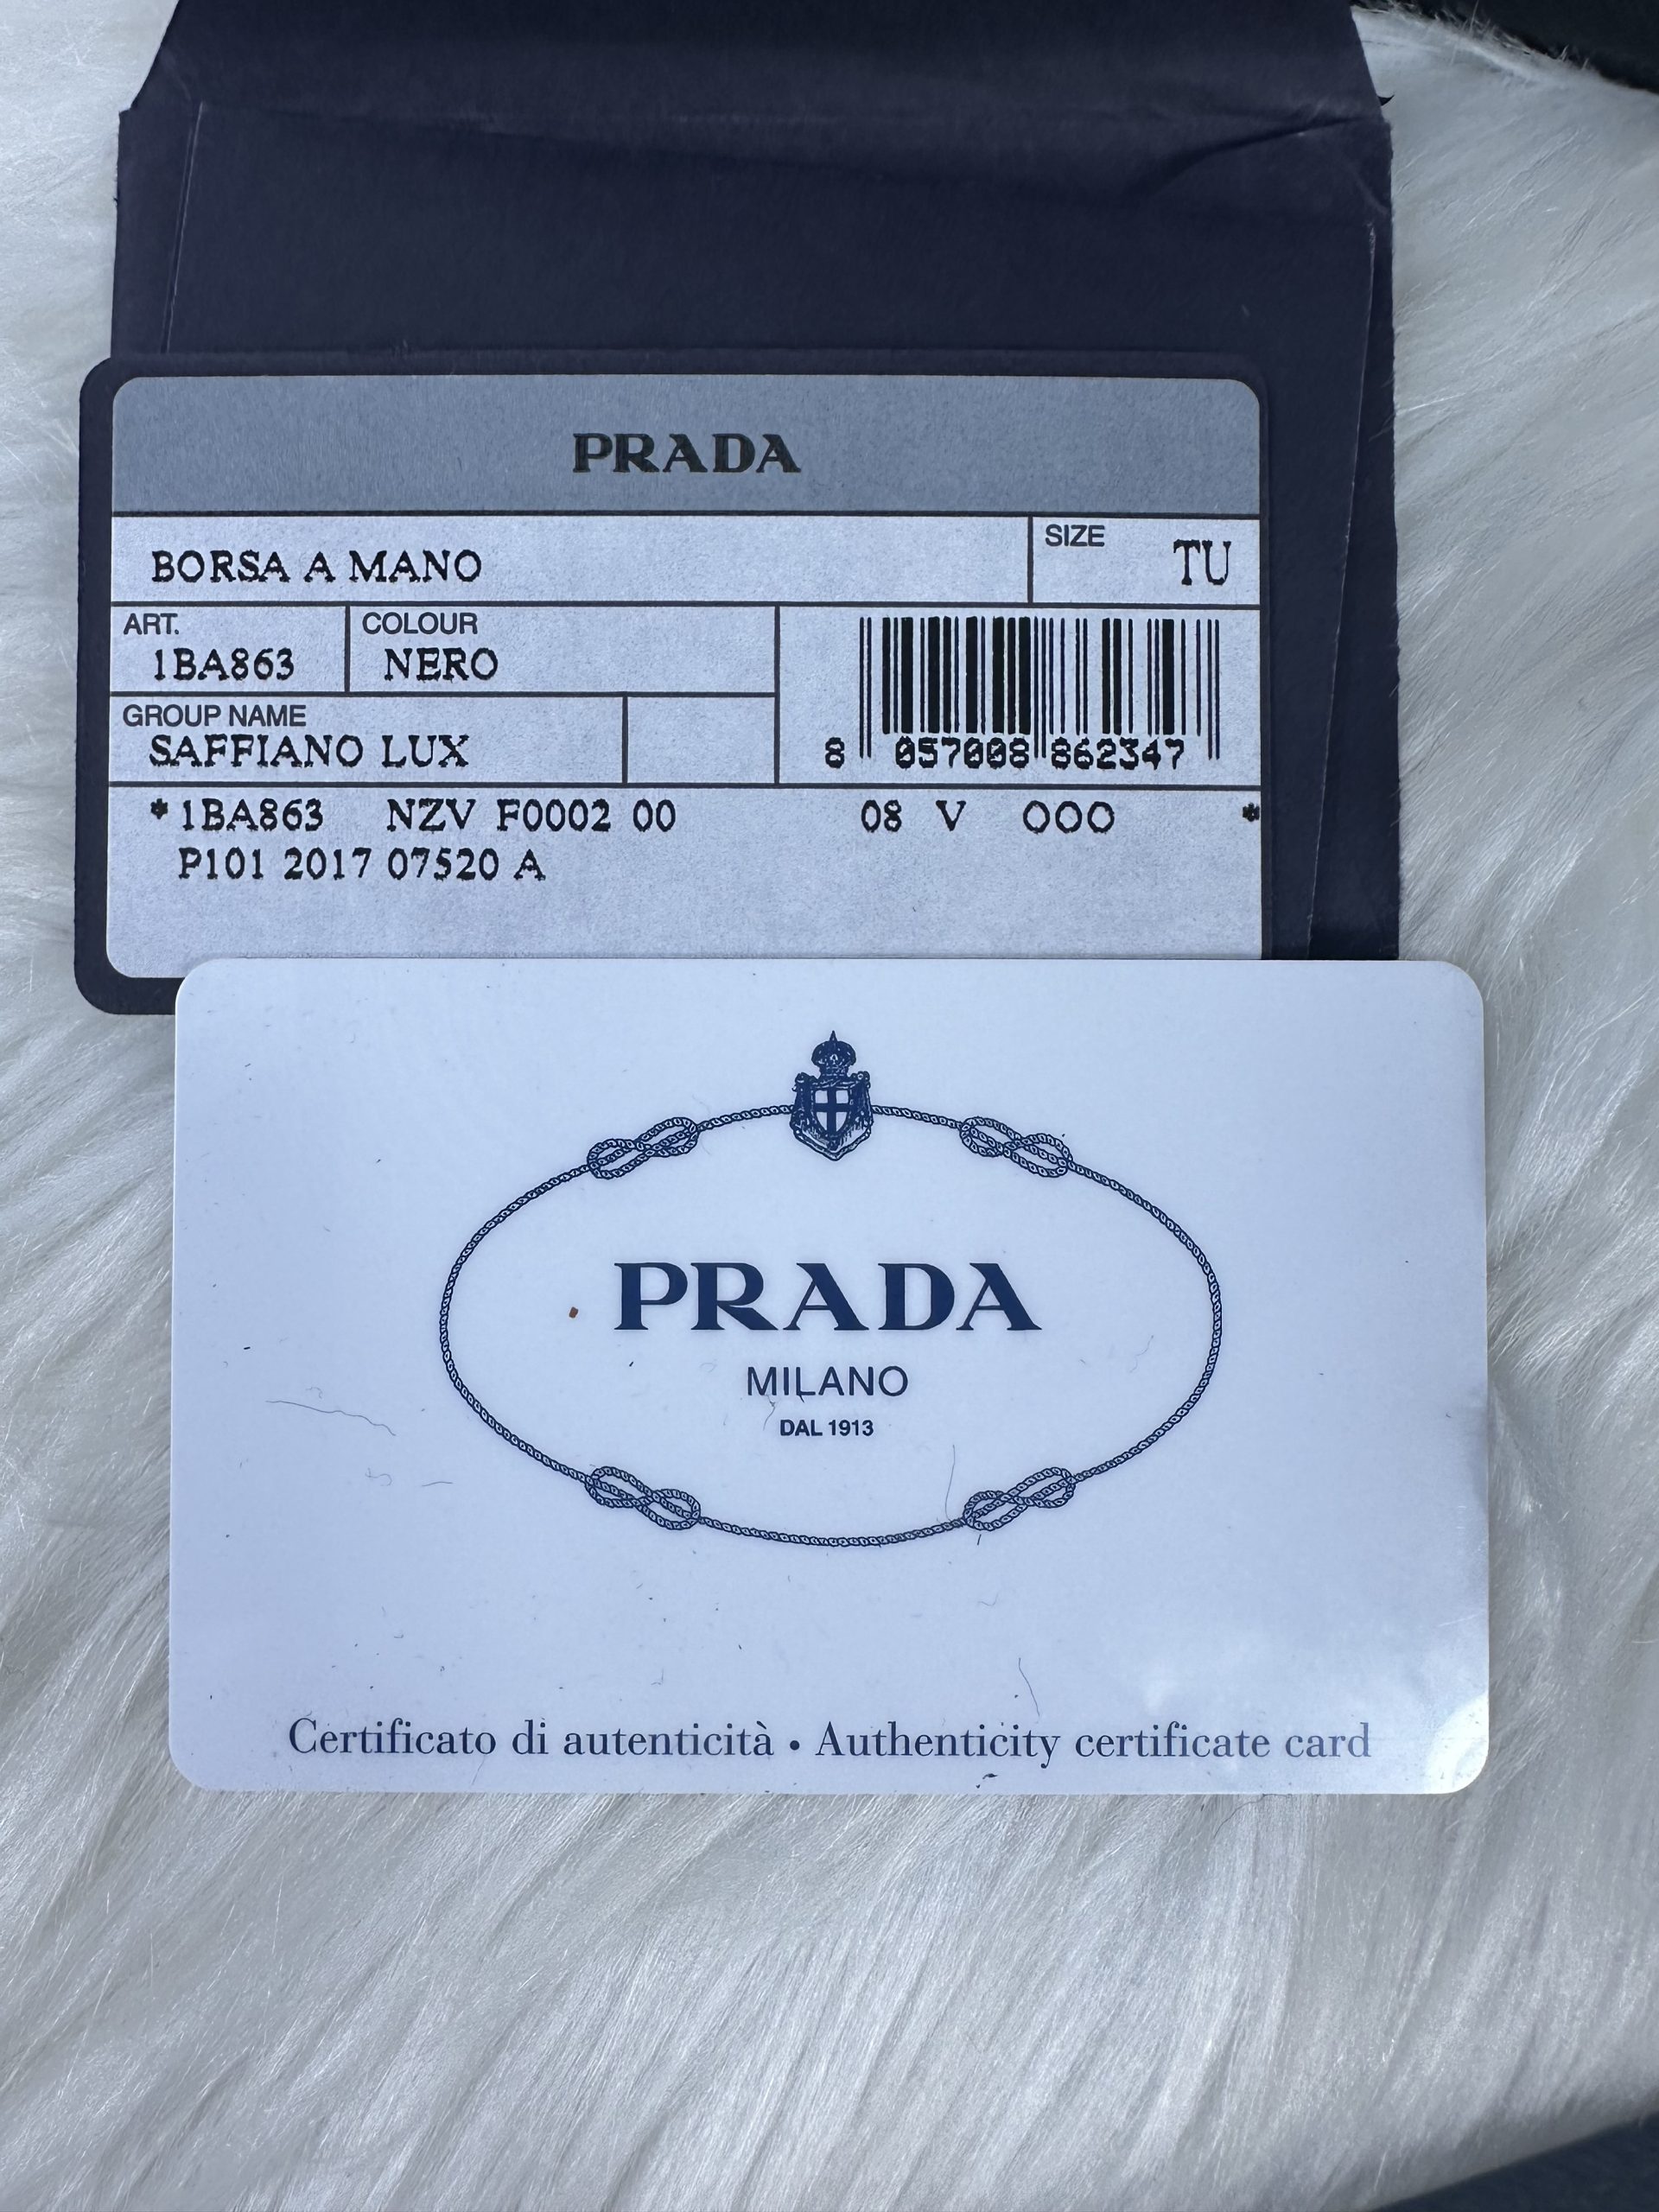 PRADA
BORSA A MANO
SIZE
TU
ART.
1BA863
COLOUR
NERO
GROUP NAME
SAFFIANO LUX
8 057008 862347
*1BA863 NZV F0002 00 08 V OOO *
P101 2017 07520 A
PRADA
MILANO
DAL 1913
Certificato di autenticità • Authenticity certificate card